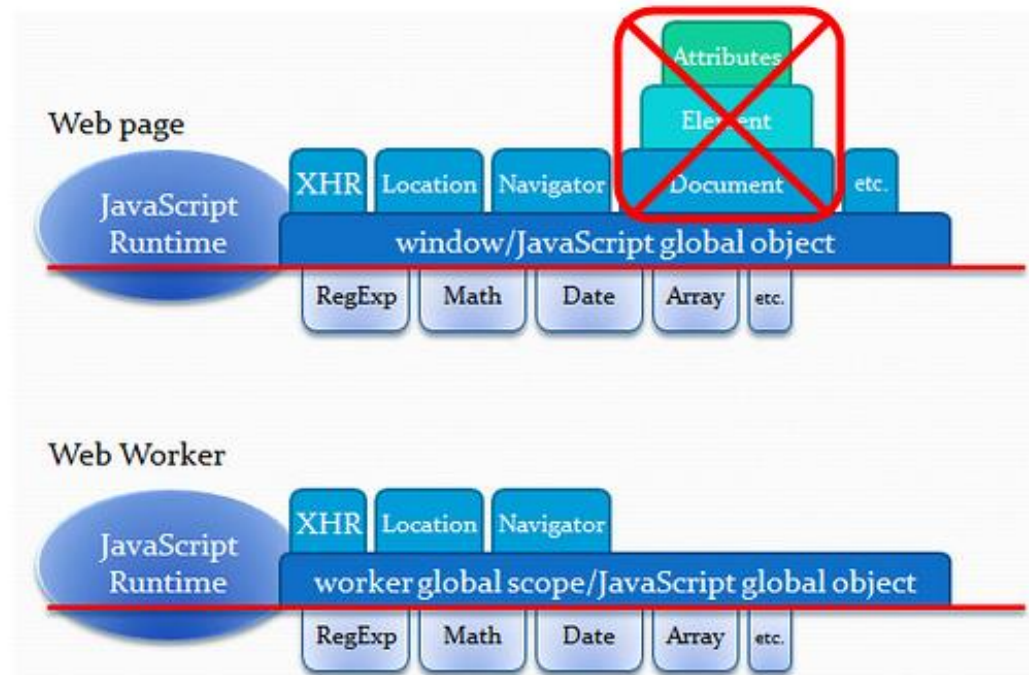 Attributes
Element
Web page
XHR Location Navigator Document etc.
JavaScript
Runtime
window/JavaScript global object
RegExp Math Date Array etc.
Web Worker
XHR Location Navigator
JavaScript
Runtime
worker global scope/JavaScript global object
RegExp Math Date Array etc.